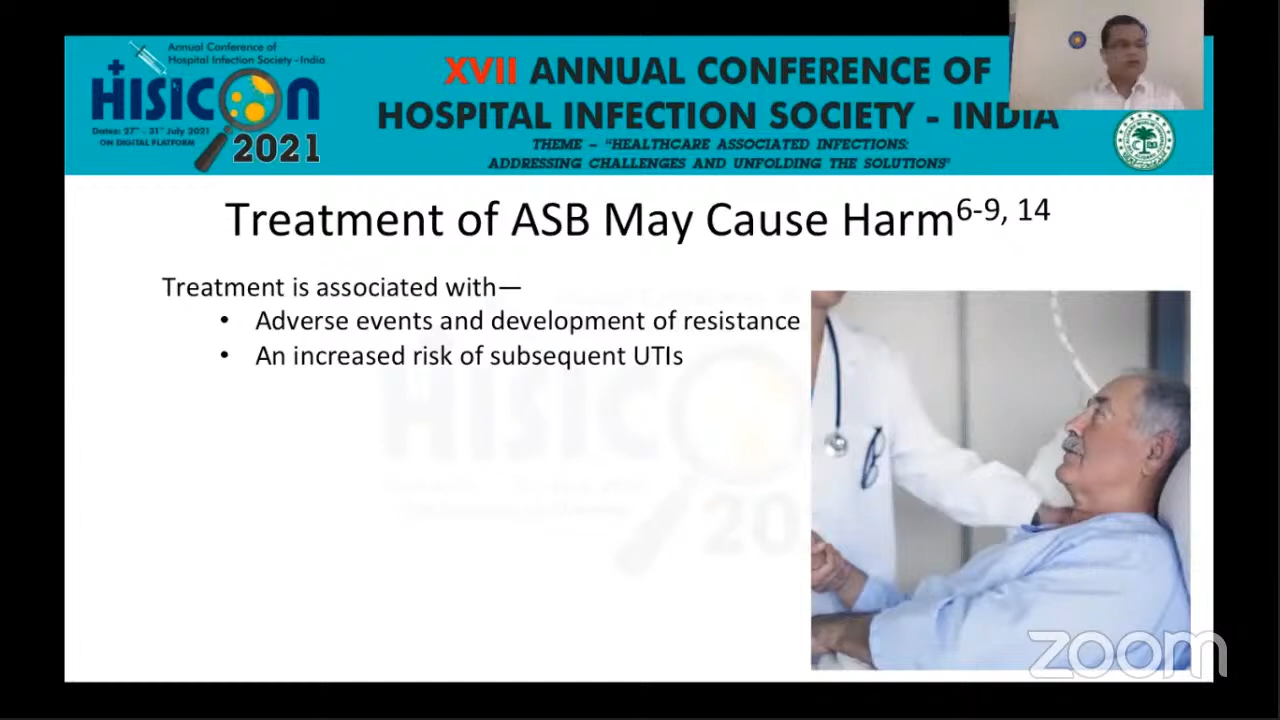 Annual Conference of
Hospital Infection Society - India
HISICON
Dates: 27th - 31st July 2021
ON DIGITAL PLATFORM
2021
XVII ANNUAL CONFERENCE OF
HOSPITAL INFECTION SOCIETY - INDIA
THEME – "HEALTHCARE ASSOCIATED INFECTIONS:
ADDRESSING CHALLENGES AND UNFOLDING THE SOLUTIONS"
Treatment of ASB May Cause Harm6-9, 14
Treatment is associated with—
• Adverse events and development of resistance
• An increased risk of subsequent UTIs
HISICON
20
zoom